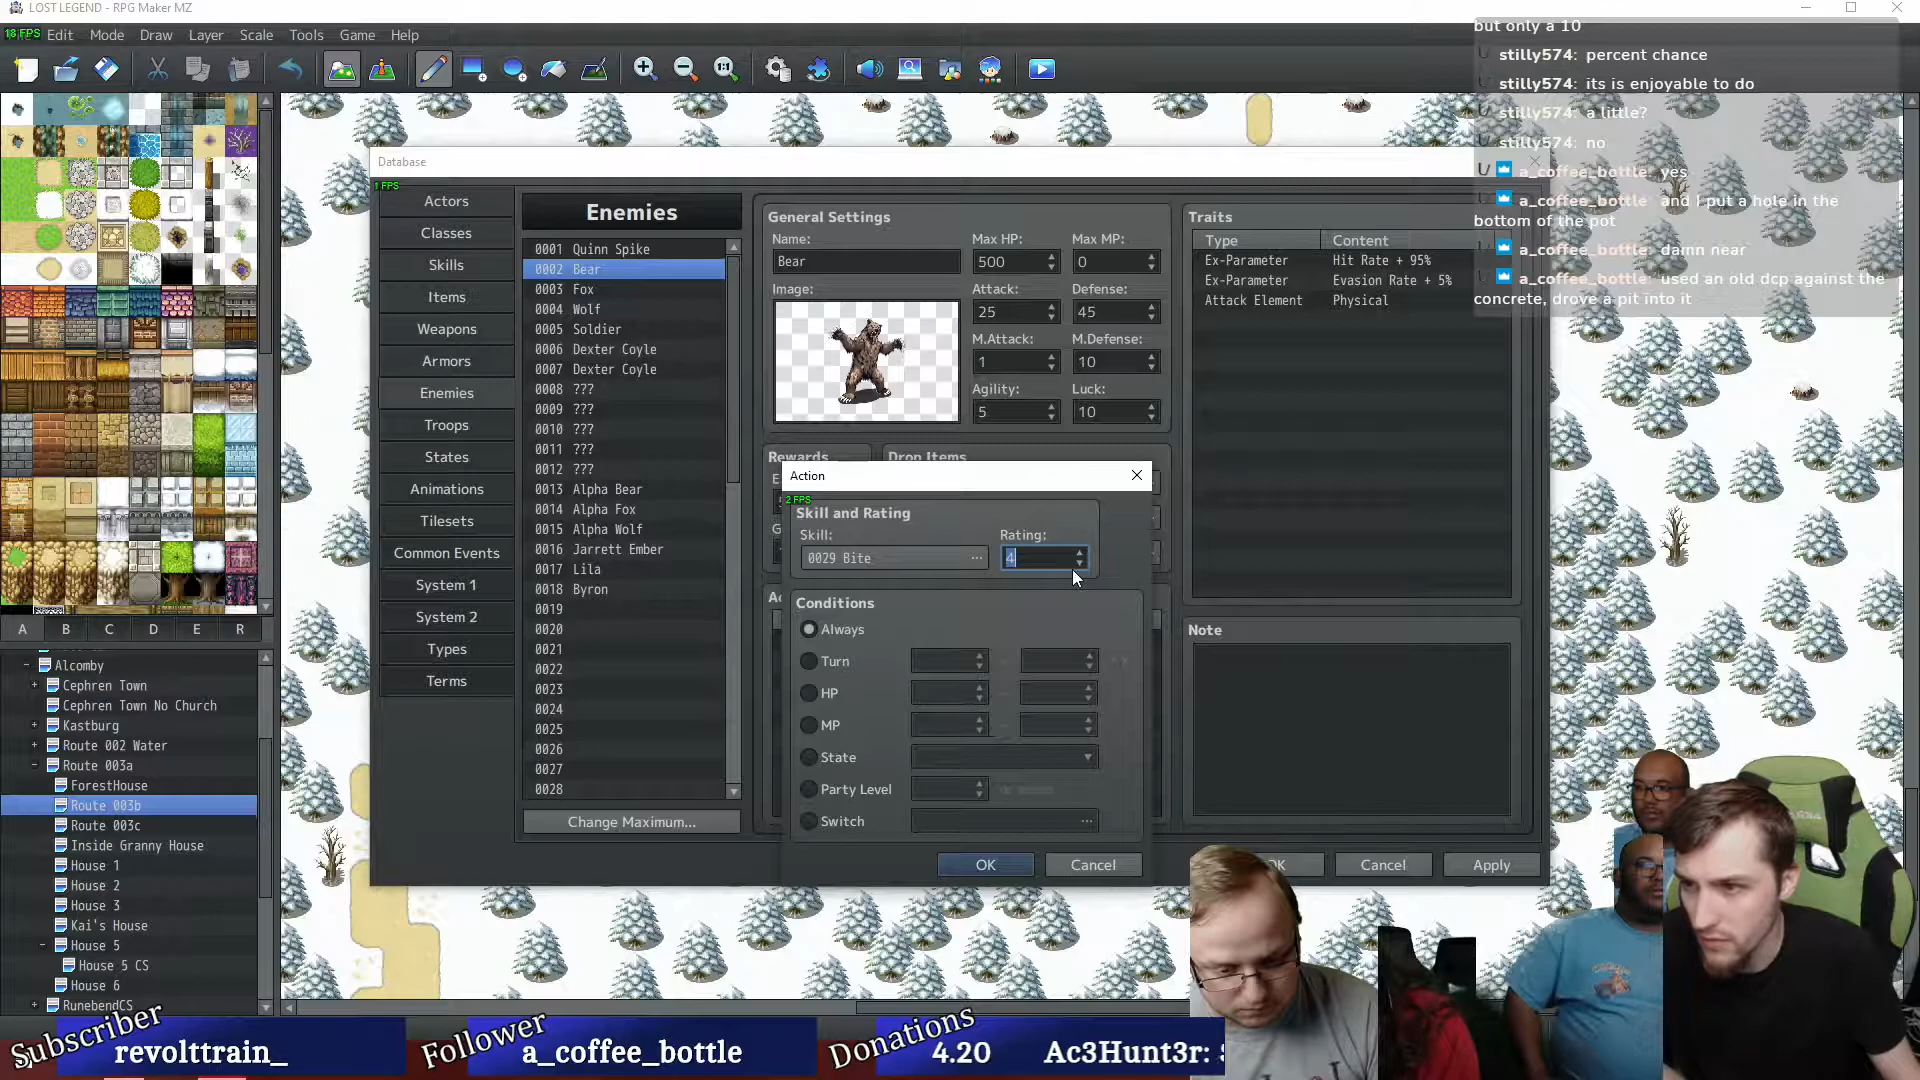 LOST LEGEND - RPG Maker MZ
18 FPS
Edit
Mode
Draw
Layer
Scale
Tools
Game
Help
but only a 10
stilly574: percent chance
stilly574: its is enjoyable to do
stilly574: a little?
stilly574: no
a_coffee_bottle: yes
a_coffee_bottle: and I put a hole in the
bottom of the pot
a_coffee_bottle: damn near
a_coffee_bottle: used an old dcp against the
concrete, drove a pit into it
Database
1 FPS
Actors
Classes
Skills
Items
Weapons
Armors
Enemies
Troops
States
Animations
Tilesets
Common Events
System 1
System 2
Types
Terms
Enemies
0001 Quinn Spike
0002 Bear
0003 Fox
0004 Wolf
0005 Soldier
0006 Dexter Coyle
0007 Dexter Coyle
0008 ???
0009 ???
0010 ???
0011 ???
0012 ???
0013 Alpha Bear
0014 Alpha Fox
0015 Alpha Wolf
0016 Jarrett Ember
0017 Lila
0018 Byron
0019
0020
0021
0022
0023
0024
0025
0026
0027
0028
Change Maximum...
General Settings
Name:
Bear
Max HP:
500
Max MP:
0
Image:
Attack:
25
Defense:
45
M.Attack:
1
M.Defense:
10
Agility:
5
Luck:
10
Rewards
Drop Items
Traits
Type
Content
Ex-Parameter
Hit Rate + 95%
Ex-Parameter
Evasion Rate + 5%
Attack Element
Physical
Note
Action
2 FPS
Skill and Rating
Skill:
0029 Bite
...
Rating:
4
Conditions
Always
Turn
HP
MP
State
Party Level
Switch
...
OK
Cancel
OK
Cancel
Apply
A
B
C
D
E
R
Alcomby
Cephren Town
Cephren Town No Church
Kastburg
Route 002 Water
Route 003a
ForestHouse
Route 003b
Route 003c
Inside Granny House
House 1
House 2
House 3
Kai's House
House 5
House 5 CS
House 6
RunebendCS
Subscriber
revolttrain_
Follower
a_coffee_bottle
Donations
4.20
Ac3Hunt3r: